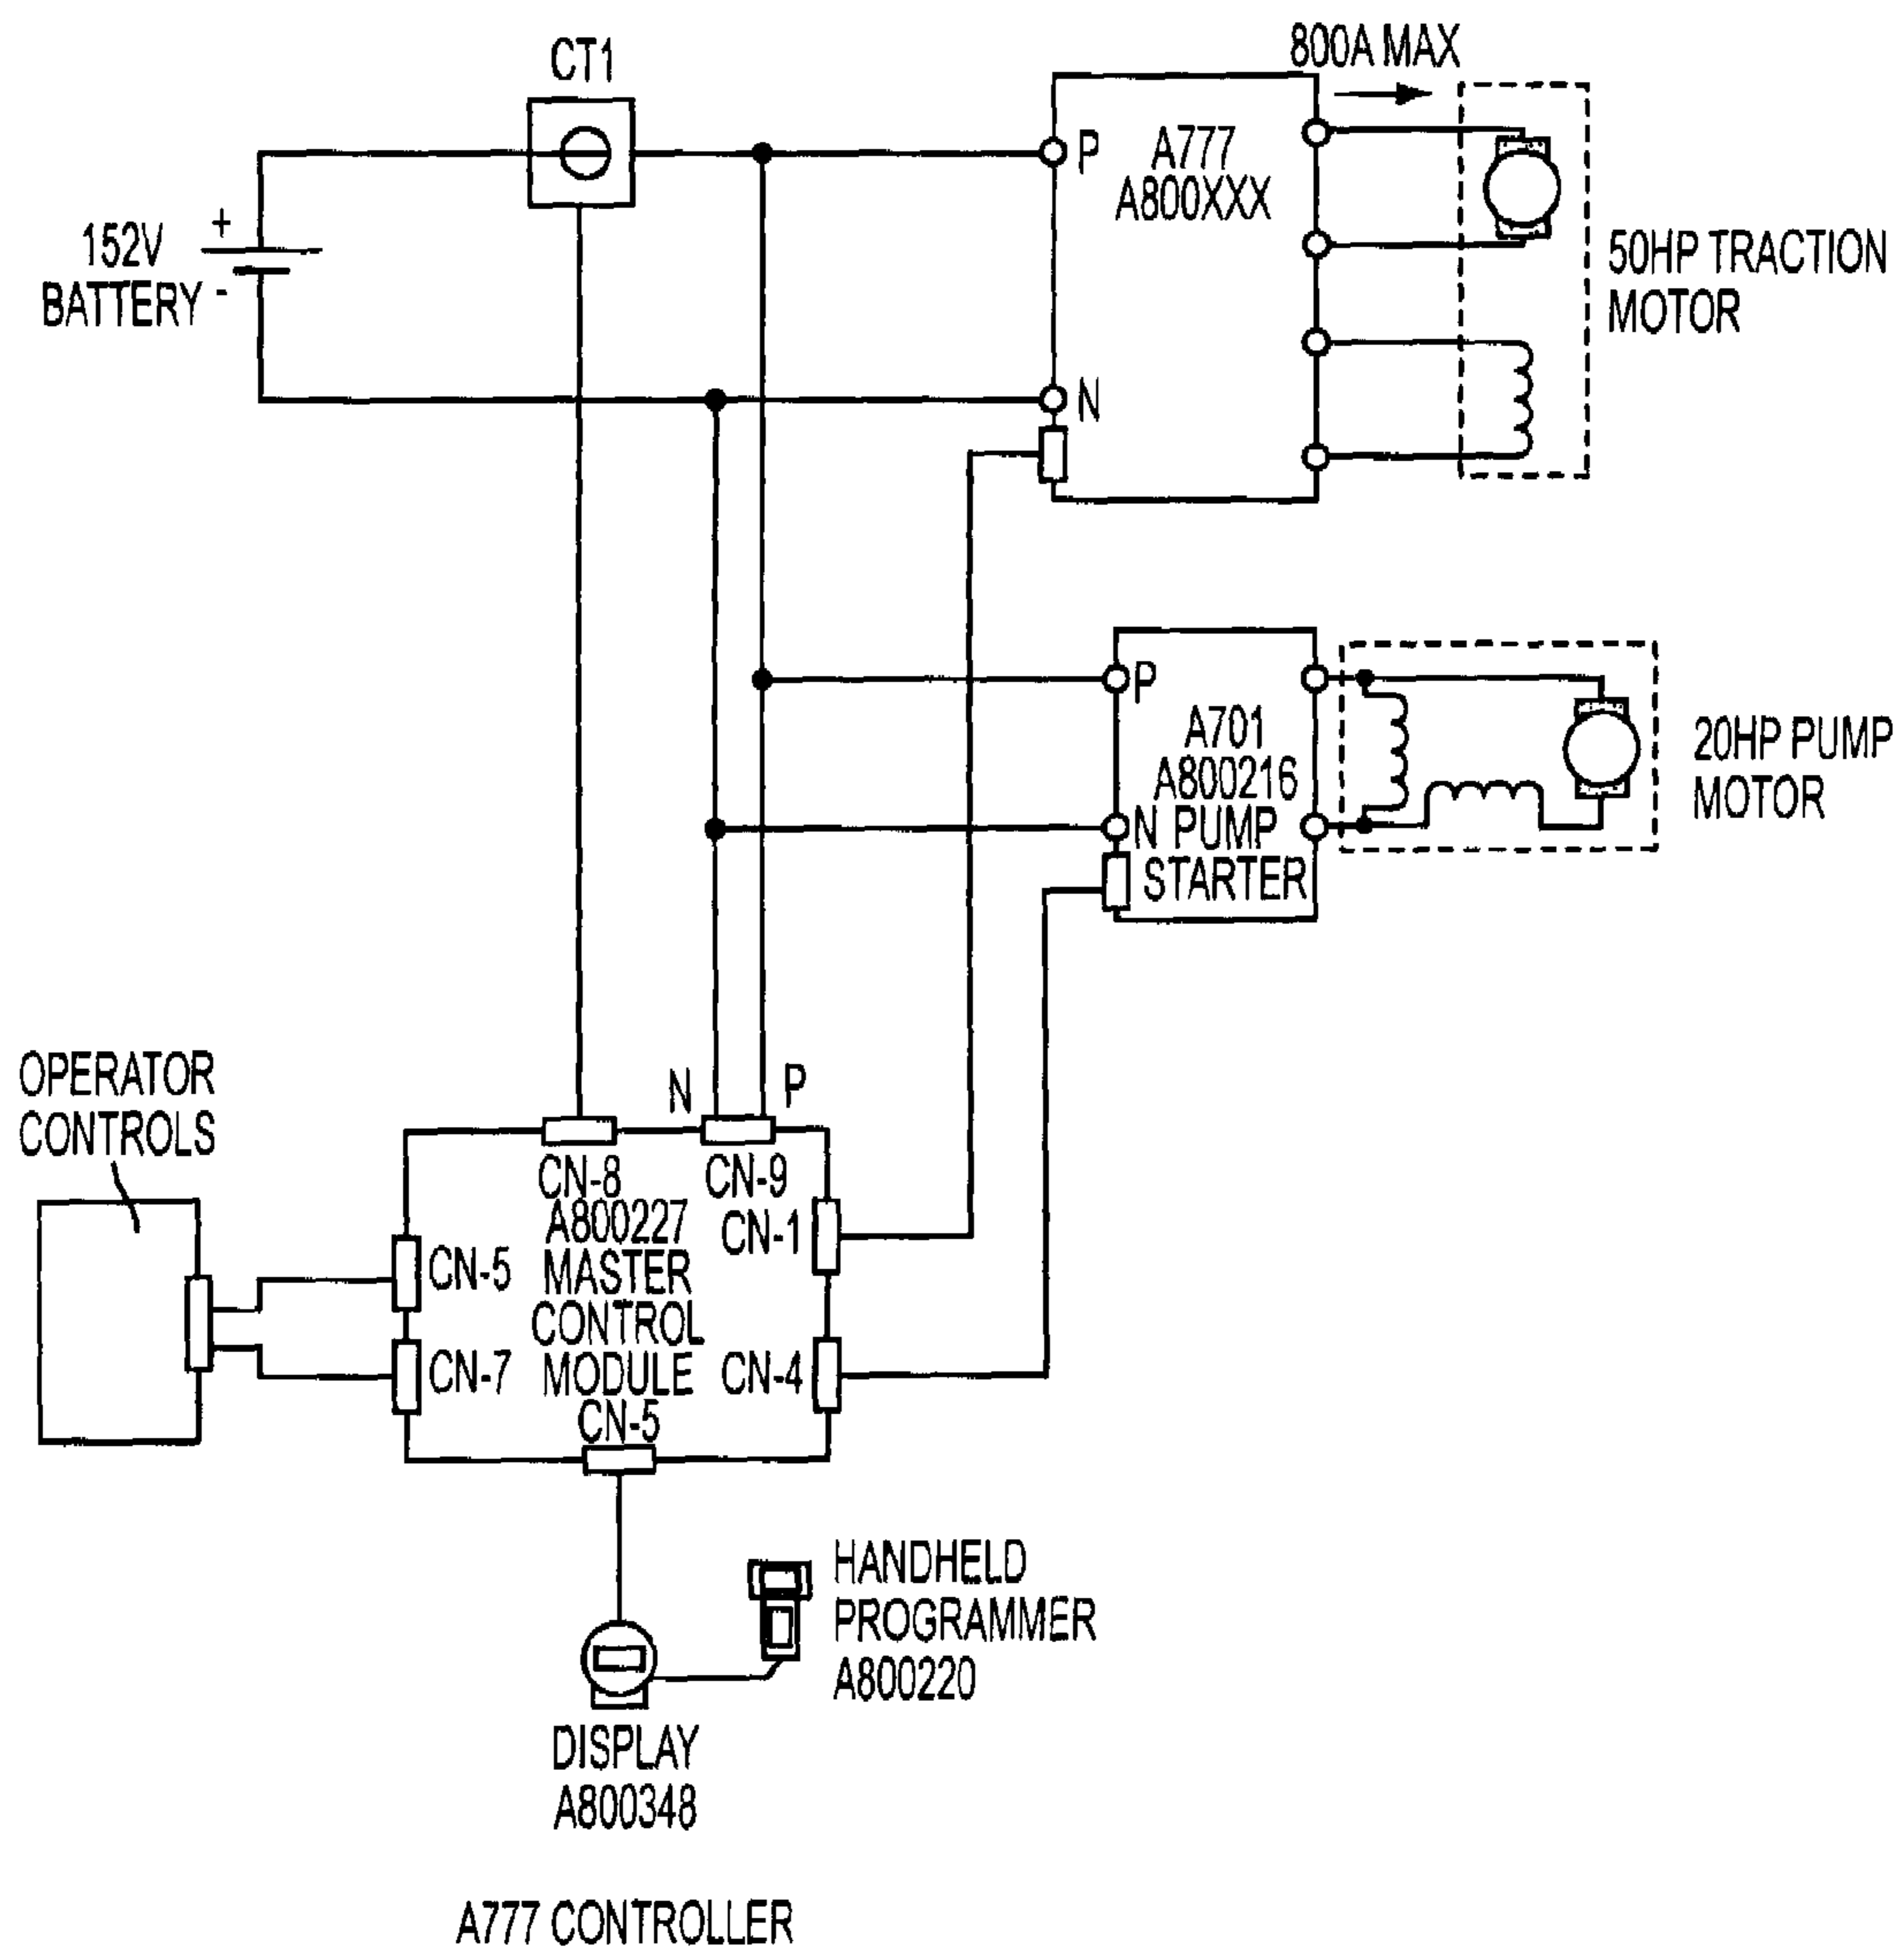 CT1
800A MAX
P
A777
A800XXX
+
152V
BATTERY -
50HP TRACTION
MOTOR
N
P
A701
A800216
N PUMP
STARTER
20HP PUMP
MOTOR
OPERATOR
CONTROLS
N
P
CN-8
CN-9
A800227
MASTER
CONTROL
MODULE
CN-1
CN-5
CN-7
CN-4
CN-5
HANDHELD
PROGRAMMER
A800220
DISPLAY
A800348
A777 CONTROLLER